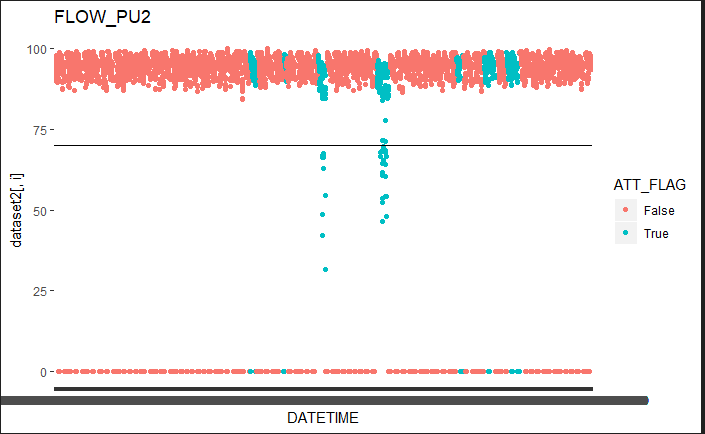 FLOW_PU2
100
75
50
25
0
dataset2[, i]
DATETIME
ATT_FLAG
False
True